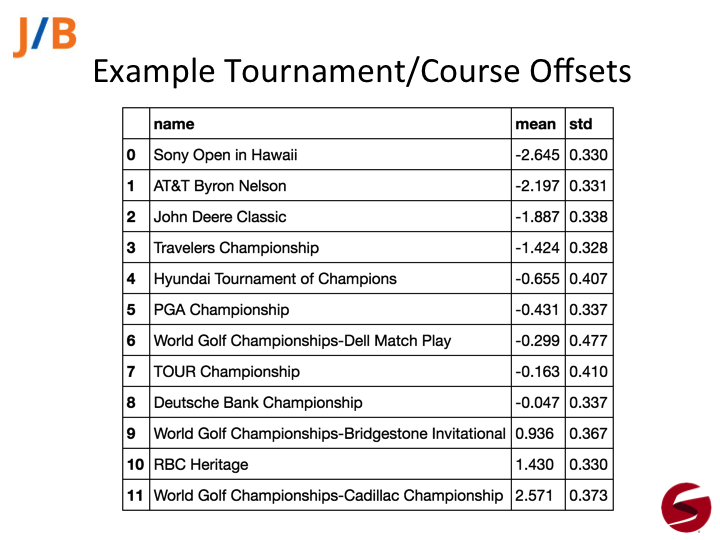 J/B
Example Tournament/Course Offsets
name mean std
0 Sony Open in Hawaii -2.645 0.330
1 AT&T Byron Nelson -2.197 0.331
2 John Deere Classic -1.887 0.338
3 Travelers Championship -1.424 0.328
4 Hyundai Tournament of Champions -0.655 0.407
5 PGA Championship -0.431 0.337
6 World Golf Championships-Dell Match Play -0.299 0.477
7 TOUR Championship -0.163 0.410
8 Deutsche Bank Championship -0.047 0.337
9 World Golf Championships-Bridgestone Invitational 0.936 0.367
10 RBC Heritage 1.430 0.330
11 World Golf Championships-Cadillac Championship 2.571 0.373
S